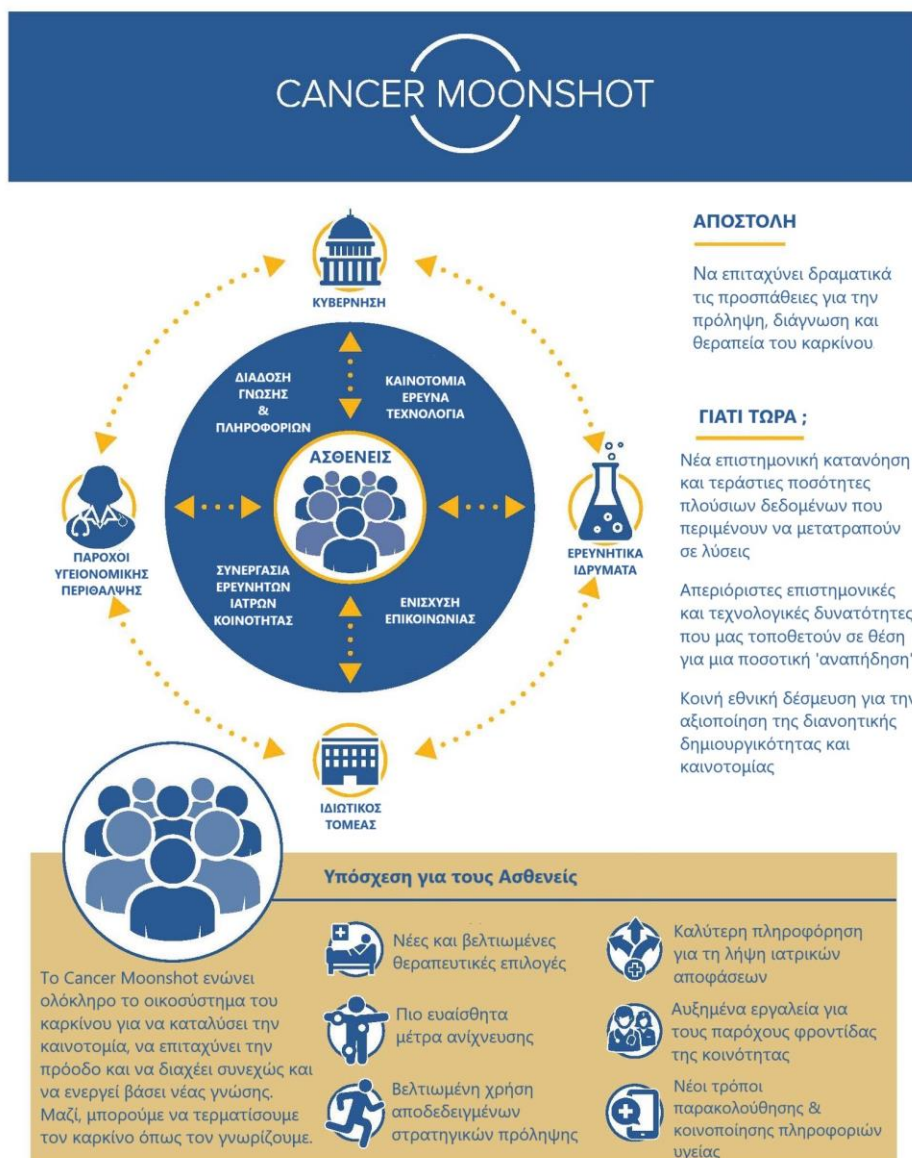 CANCER MOONSHOT
ΚΥΒΕΡΝΗΣΗ
ΔΙΑΔΟΣΗ
ΓΝΩΣΗΣ
&
ΠΛΗΡΟΦΟΡΙΩΝ
ΚΑΙΝΟΤΟΜΙΑ
ΕΡΕΥΝΑ
ΤΕΧΝΟΛΟΓΙΑ
ΑΣΘΕΝΕΙΣ
ΠΑΡΟΧΟΙ
ΥΓΕΙΟΝΟΜΙΚΗΣ
ΠΕΡΙΘΑΛΨΗΣ
ΕΡΕΥΝΗΤΙΚΑ
ΙΔΡΥΜΑΤΑ
ΣΥΝΕΡΓΑΣΙΑ
ΕΡΕΥΝΗΤΩΝ
ΙΑΤΡΩΝ
ΚΟΙΝΟΤΗΤΑΣ
ΕΝΙΣΧΥΣΗ
ΕΠΙΚΟΙΝΩΝΙΑΣ
ΙΔΙΩΤΙΚΟΣ
ΤΟΜΕΑΣ
ΑΠΟΣΤΟΛΗ
Να επιταχύνει δραματικά
τις προσπάθειες για την
πρόληψη, διάγνωση και
θεραπεία του καρκίνου
ΓΙΑΤΙ ΤΩΡΑ ;
Νέα επιστημονική κατανόηση
και τεράστιες ποσότητες
πλούσιων δεδομένων που
περιμένουν να μετατραπούν
σε λύσεις
Απεριόριστες επιστημονικές
και τεχνολογικές δυνατότητες
που μας τοποθετούν σε θέση
για μια ποσοτική 'αναπήδηση'
Κοινή εθνική δέσμευση για την
αξιοποίηση της διανοητικής
δημιουργικότητας και
καινοτομίας
Υπόσχεση για τους Ασθενείς
Το Cancer Moonshot ενώνει
ολόκληρο το οικοσύστημα του
καρκίνου για να καταλύσει την
καινοτομία, να επιταχύνει την
πρόοδο και να διαχέει συνεχώς και
να ενεργεί βάσει νέας γνώσης.
Μαζί, μπορούμε να τερματίσουμε
τον καρκίνο όπως τον γνωρίζουμε.
Νέες και βελτιωμένες
θεραπευτικές επιλογές
Πιο ευαίσθητα
μέτρα ανίχνευσης
Βελτιωμένη χρήση
αποδεδειγμένων
στρατηγικών πρόληψης
Καλύτερη πληροφόρηση
για τη λήψη ιατρικών
αποφάσεων
Αυξημένα εργαλεία για
τους παρόχους φροντίδας
της κοινότητας
Νέοι τρόποι
παρακολούθησης &
κοινοποίησης πληροφοριών
υγείας